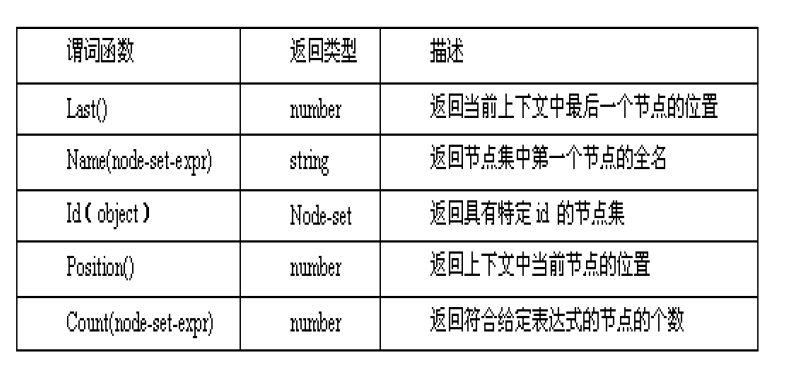 谓词函数 返回类型 描述
Last() number 返回当前上下文中最后一个节点的位置
Name(node-set-expr) string 返回节点集中第一个节点的全名
Id(object) Node-set 返回具有特定 id 的节点集
Position() number 返回上下文中当前节点的位置
Count(node-set-expr) number 返回符合给定表达式的节点的个数